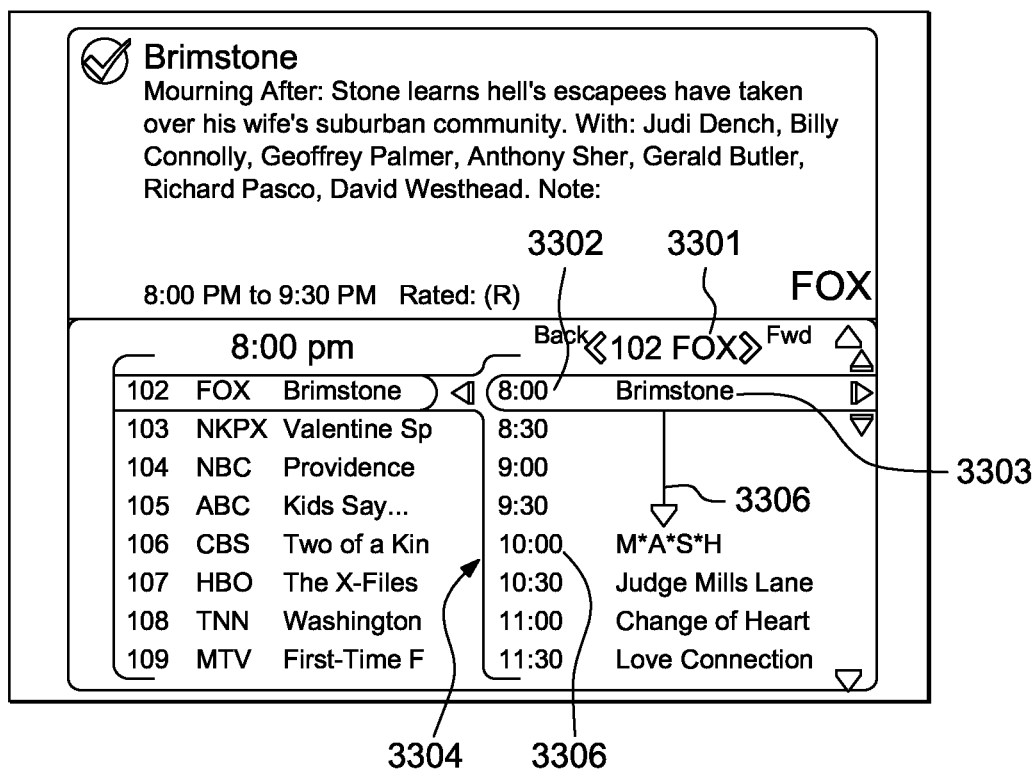 Brimstone
Mourning After: Stone learns hell's escapees have taken
over his wife's suburban community. With: Judi Dench, Billy
Connolly, Geoffrey Palmer, Anthony Sher, Gerald Butler,
Richard Pasco, David Westhead. Note:
3302 3301
8:00 PM to 9:30 PM Rated: (R) FOX
8:00 pm Back 102 FOX Fwd
102 FOX Brimstone 8:00 Brimstone
103 NKPX Valentine Sp 8:30
104 NBC Providence 9:00
3303
105 ABC Kids Say... 9:30 3306
106 CBS Two of a Kin 10:00 M*A*S*H
107 HBO The X-Files 10:30 Judge Mills Lane
108 TNN Washington 11:00 Change of Heart
109 MTV First-Time F 11:30 Love Connection
3304 3306